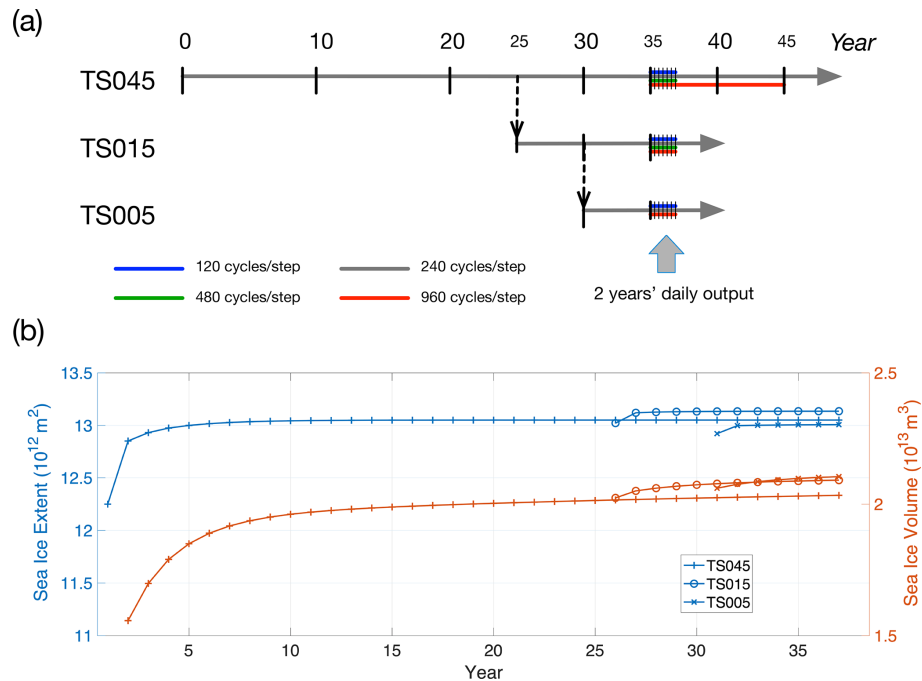 (a)
0 10 20 25 30 35 40 45 Year
TS045
TS015
TS005
120 cycles/step 240 cycles/step
480 cycles/step 960 cycles/step
2 years' daily output
(b)
13.5 2.5
13
12.5 2
12
11.5
11 1.5
Sea Ice Extent (10¹² m²)
Sea Ice Volume (10¹³ m³)
TS045
TS015
TS005
5 10 15 20 25 30 35
Year